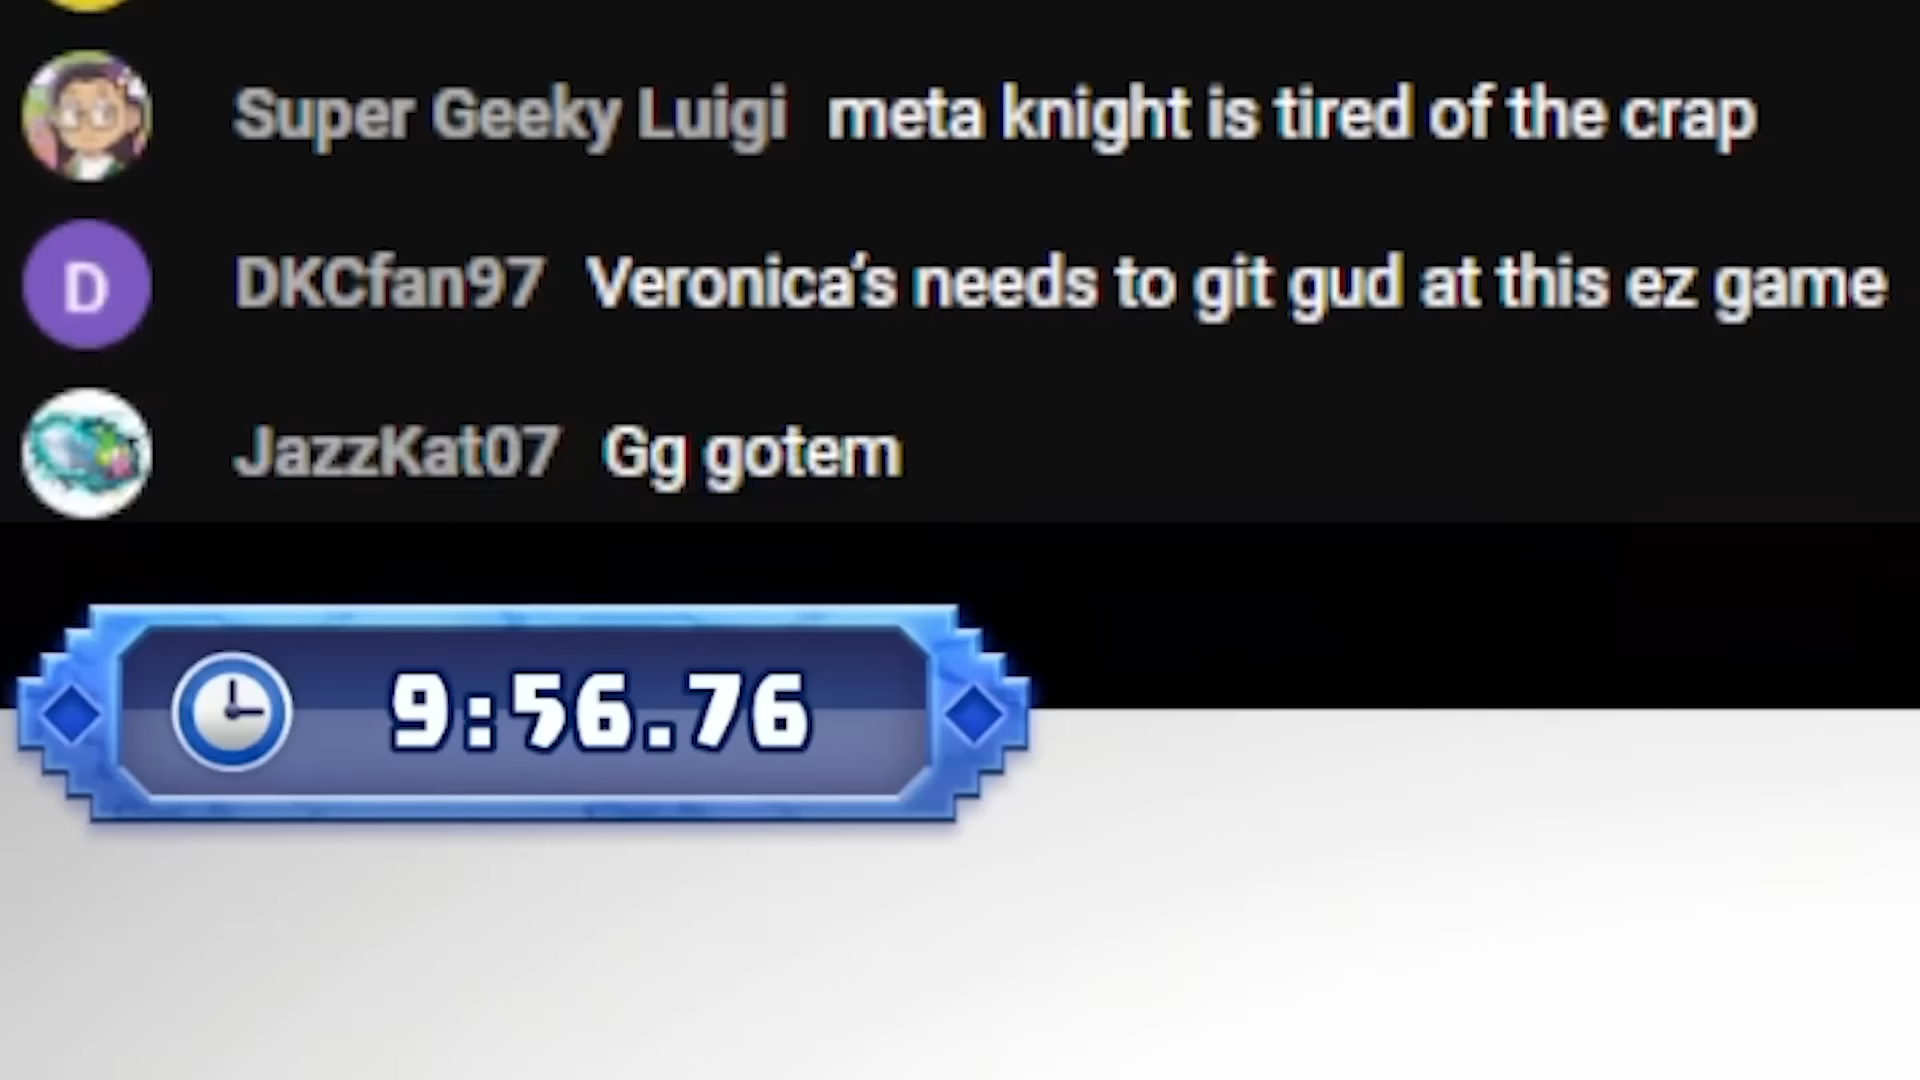 Super Geeky Luigi meta knight is tired of the crap
D DKCfan97 Veronica's needs to git gud at this ez game
JazzKat07 Gg gotem
9:56.76